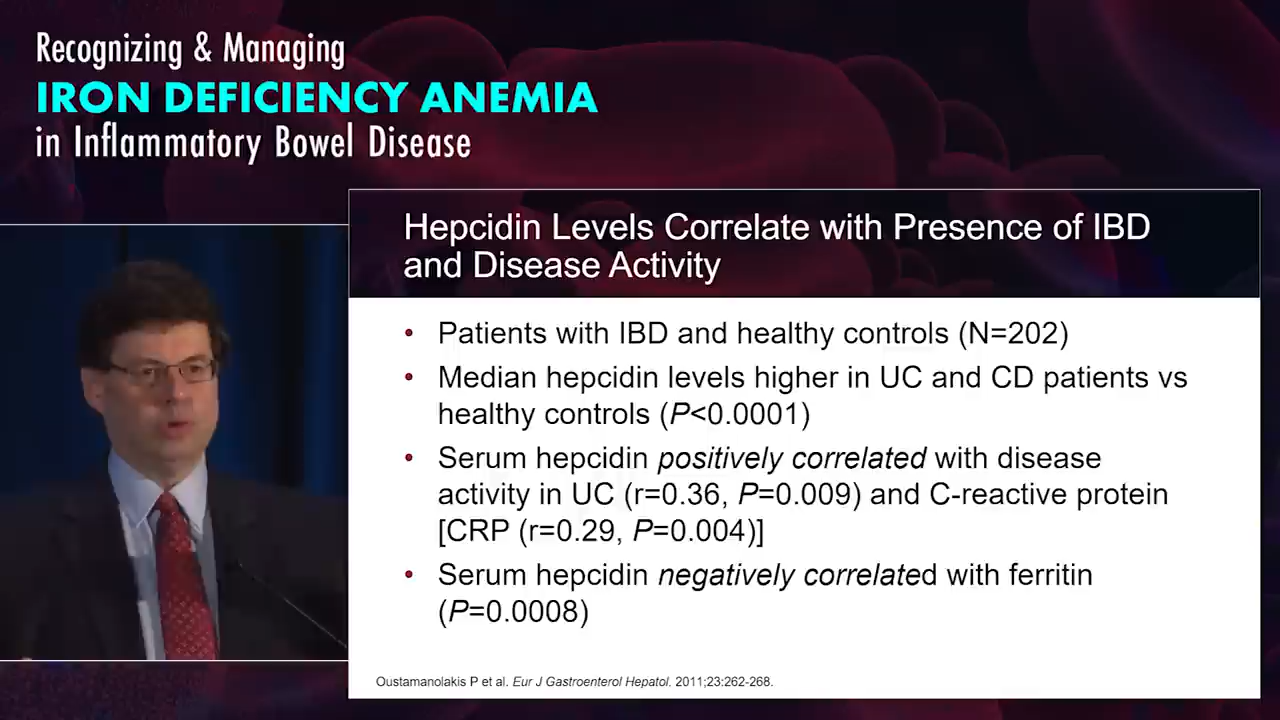 Recognizing & Managing
IRON DEFICIENCY ANEMIA
in Inflammatory Bowel Disease
Hepcidin Levels Correlate with Presence of IBD
and Disease Activity
• Patients with IBD and healthy controls (N=202)
• Median hepcidin levels higher in UC and CD patients vs
healthy controls (P<0.0001)
• Serum hepcidin positively correlated with disease
activity in UC (r=0.36, P=0.009) and C-reactive protein
[CRP (r=0.29, P=0.004)]
• Serum hepcidin negatively correlated with ferritin
(P=0.0008)
Oustamanolakis P et al. Eur J Gastroenterol Hepatol. 2011;23:262-268.